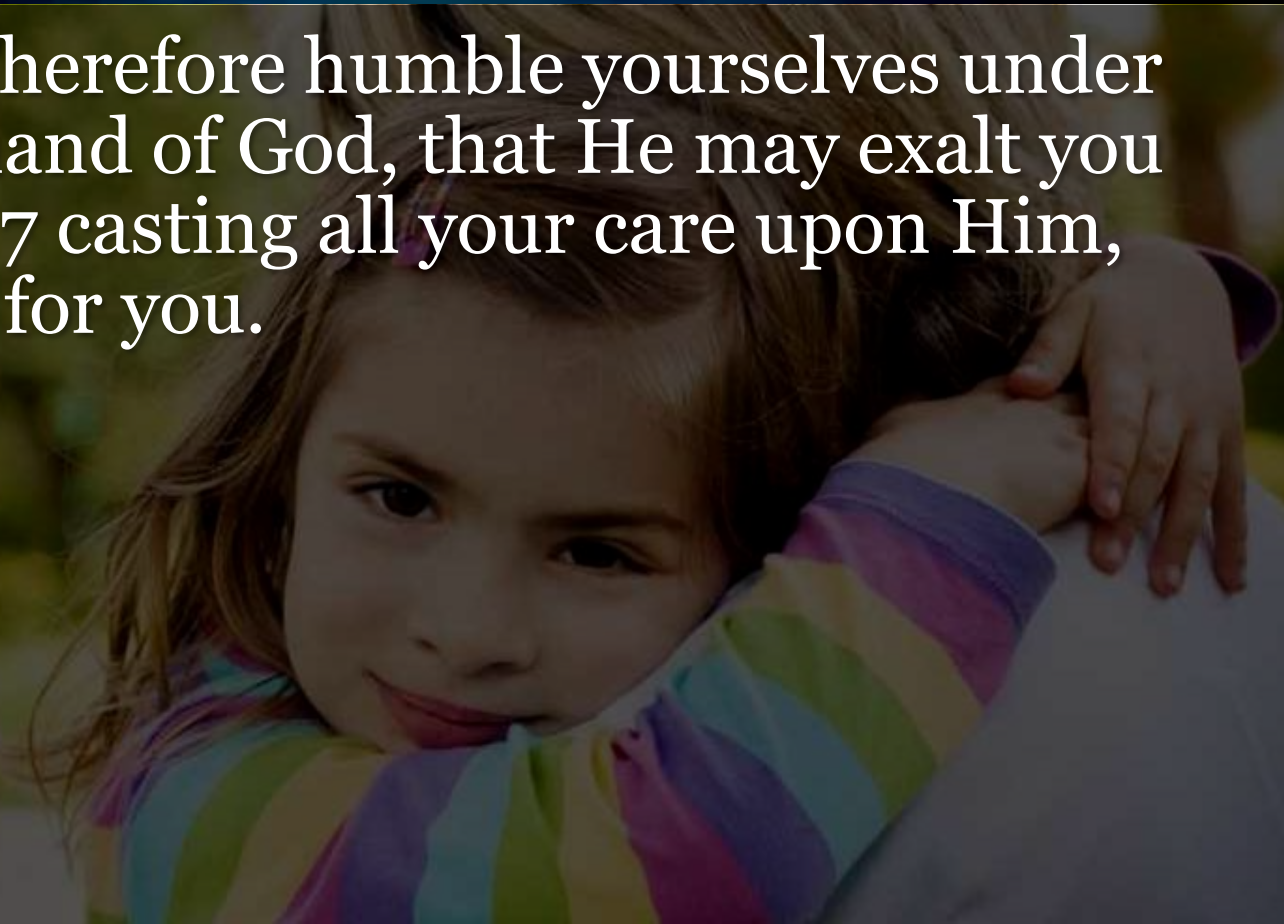 herefore humble yourselves under
and of God, that He may exalt you
7 casting all your care upon Him,
for you.